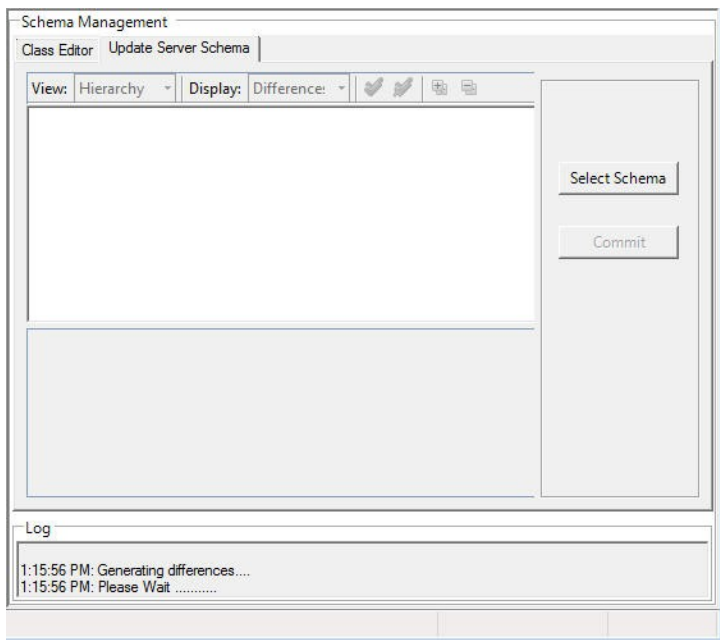 Schema Management
Class Editor Update Server Schema
View: Hierarchy Display: Difference:
Select Schema
Commit
Log
1:15:56 PM: Generating differences....
1:15:56 PM: Please Wait ...........